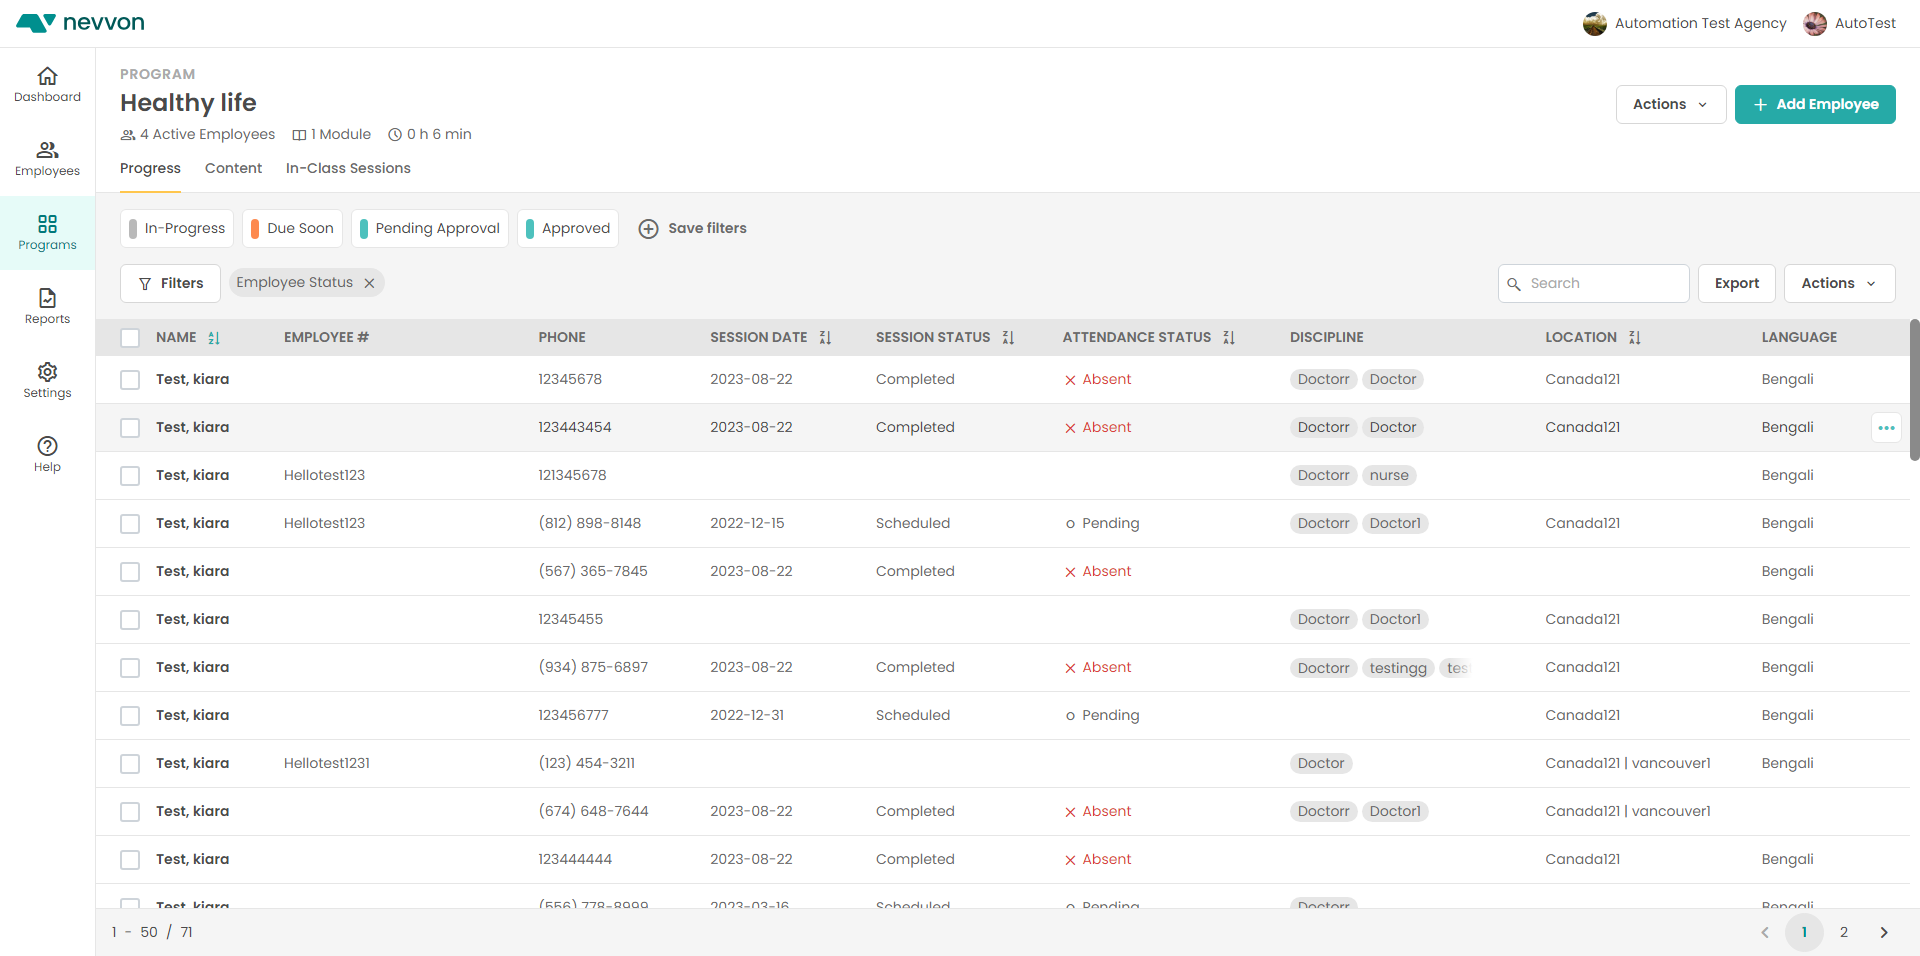 nevvon
Automation Test Agency AutoTest
Dashboard
Employees
Programs
Reports
Settings
Help
PROGRAM
Healthy life
4 Active Employees 1 Module 0 h 6 min
Actions + Add Employee
Progress Content In-Class Sessions
In-Progress Due Soon Pending Approval Approved Save filters
Filters Employee Status Search Export Actions
NAME EMPLOYEE # PHONE SESSION DATE SESSION STATUS ATTENDANCE STATUS DISCIPLINE LOCATION LANGUAGE
Test, kiara 12345678 2023-08-22 Completed Absent Doctorr Doctor Canada121 Bengali
Test, kiara 123443454 2023-08-22 Completed Absent Doctorr Doctor Canada121 Bengali
Test, kiara Hellotest123 121345678 Doctorr nurse Bengali
Test, kiara Hellotest123 (812) 898-8148 2022-12-15 Scheduled Pending Doctorr Doctor1 Canada121 Bengali
Test, kiara (567) 365-7845 2023-08-22 Completed Absent Bengali
Test, kiara 12345455 Doctorr Doctor1 Canada121 Bengali
Test, kiara (934) 875-6897 2023-08-22 Completed Absent Doctorr testingg Canada121 Bengali
Test, kiara 123456777 2022-12-31 Scheduled Pending Canada121 Bengali
Test, kiara Hellotest1231 (123) 454-3211 Doctor Canada121 | vancouver1 Bengali
Test, kiara (674) 648-7644 2023-08-22 Completed Absent Doctorr Doctor1 Canada121 | vancouver1
Test, kiara 123444444 2023-08-22 Completed Absent Canada121 Bengali
Test, kiara (556) 778-8999 2023-03-16 Scheduled Pending Doctorr Bengali
1 - 50 / 71 1 2